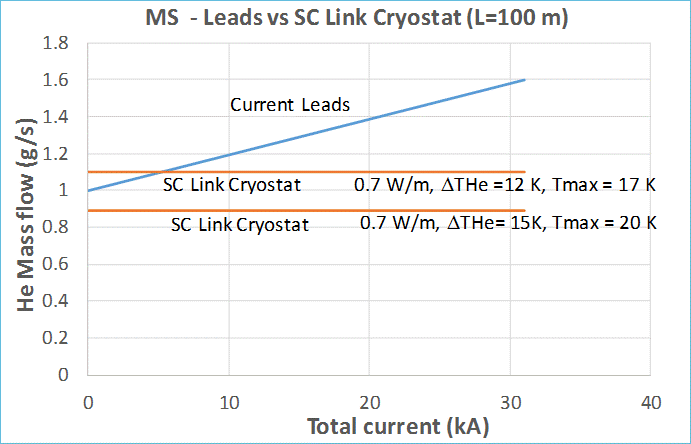 MS - Leads vs SC Link Cryostat (L=100 m)
He Mass flow (g/s)
1.8
1.6
1.4
1.2
1
0.8
0.6
0.4
0.2
0
Current Leads
SC Link Cryostat 0.7 W/m, ΔTHe =12 K, Tmax = 17 K
SC Link Cryostat 0.7 W/m, ΔTHe= 15K, Tmax = 20 K
0 10 20 30 40
Total current (kA)